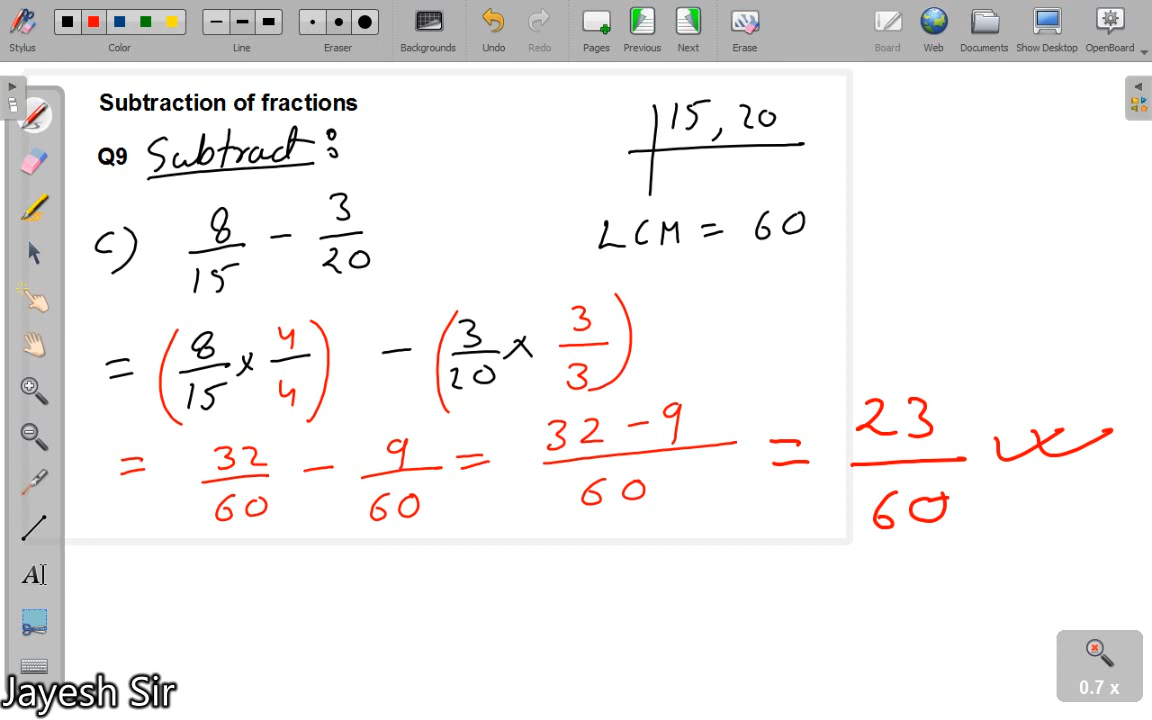 Stylus Color Line Eraser Backgrounds Undo Redo Pages Previous Next Erase Board Web Documents Show Desktop OpenBoard
Subtraction of fractions
Q9 Subtract :
15, 20
LCM = 60
c) 8/15 - 3/20
= (8/15 × 4/4) - (3/20 × 3/3)
= 32/60 - 9/60 = 32 - 9/60 = 23/60
AI
Jayesh Sir
0.7 x